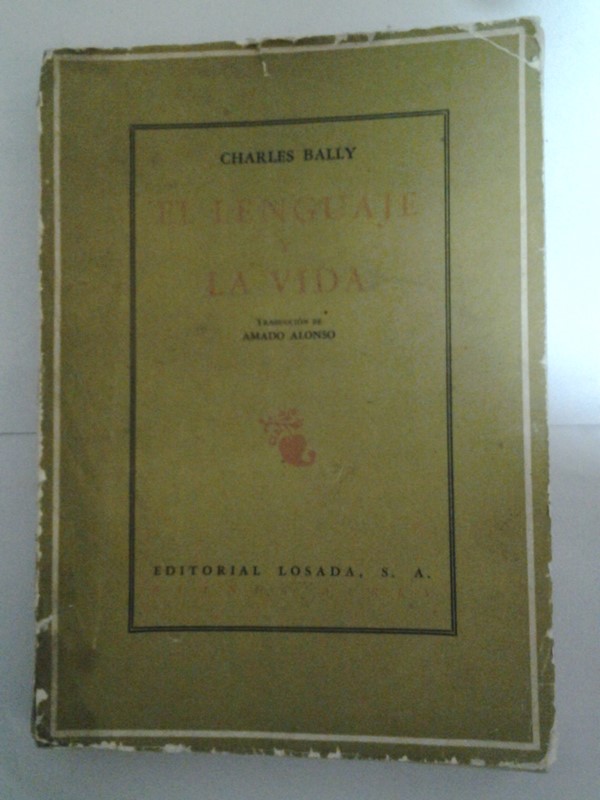 CHARLES BALLY
EL LENGUAJE
Y
LA VIDA
TRADUCCIÓN DE
AMADO ALONSO
EDITORIAL LOSADA, S. A.